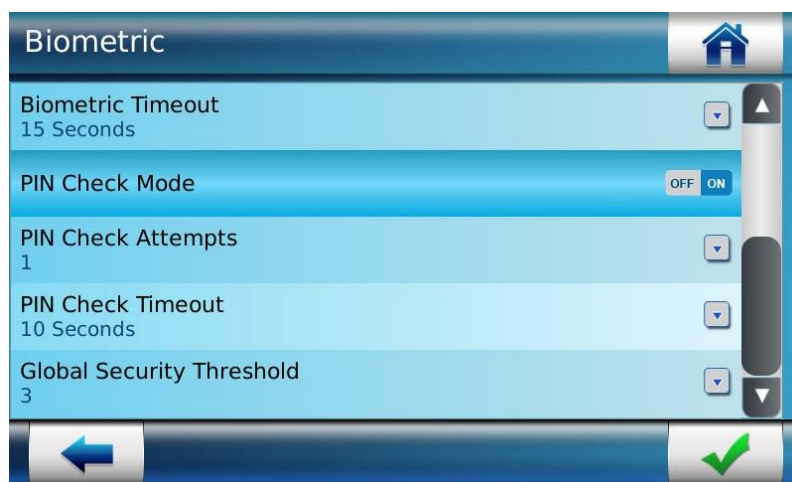 Biometric
Biometric Timeout
15 Seconds
PIN Check Mode
OFF ON
PIN Check Attempts
1
PIN Check Timeout
10 Seconds
Global Security Threshold
3